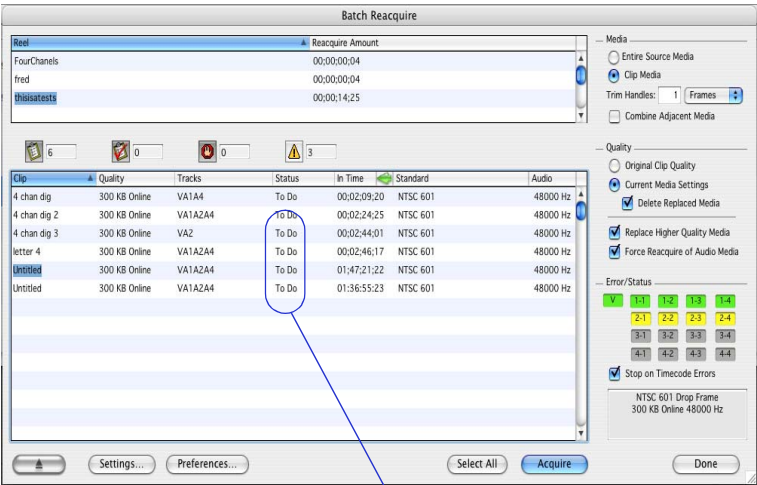 Batch Reacquire
Reel Reacquire Amount
FourChanels 00;00;00;04
fred 00;00;00;04
thisisatests 00;00;14;25
6 0 0 3
Clip Quality Tracks Status In Time Standard Audio
4 chan dig 300 KB Online VA1A4 To Do 00;02;09;20 NTSC 601 48000 Hz
4 chan dig 2 300 KB Online VA1A2A4 To Do 00;02;24;25 NTSC 601 48000 Hz
4 chan dig 3 300 KB Online VA2 To Do 00;02;44;01 NTSC 601 48000 Hz
letter 4 300 KB Online VA1A2A4 To Do 00;02;46;17 NTSC 601 48000 Hz
Untitled 300 KB Online VA1A2A4 To Do 01;47;21;22 NTSC 601 48000 Hz
Untitled 300 KB Online VA1A2A4 To Do 01:36:55:23 NTSC 601 48000 Hz
Settings... Preferences... Select All Acquire Done
Media
Entire Source Media
Clip Media
Trim Handles: 1 Frames
Combine Adjacent Media
Quality
Original Clip Quality
Current Media Settings
Delete Replaced Media
Replace Higher Quality Media
Force Reacquire of Audio Media
Error/Status
V 1-1 1-2 1-3 1-4
2-1 2-2 2-3 2-4
3-1 3-2 3-3 3-4
4-1 4-2 4-3 4-4
Stop on Timecode Errors
NTSC 601 Drop Frame
300 KB Online 48000 Hz